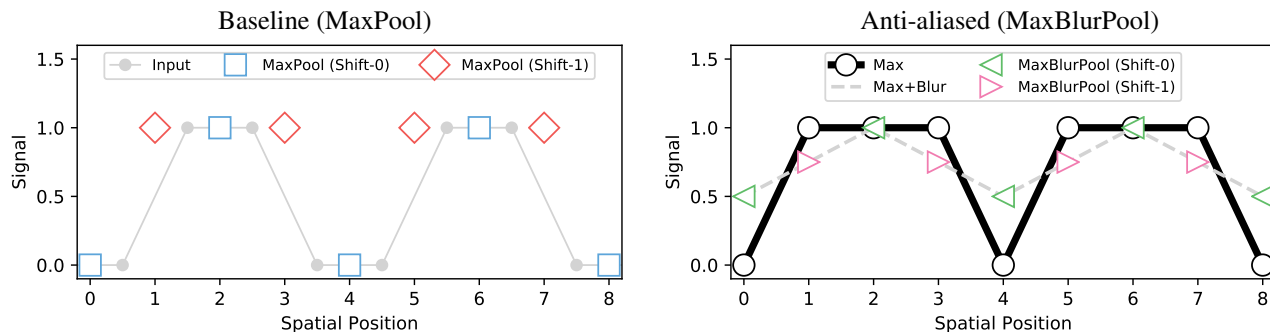 Baseline (MaxPool)
Input
MaxPool (Shift-0)
MaxPool (Shift-1)
1.5
1.0
0.5
0.0
Signal
0 1 2 3 4 5 6 7 8
Spatial Position
Anti-aliased (MaxBlurPool)
Max
Max+Blur
MaxBlurPool (Shift-0)
MaxBlurPool (Shift-1)
1.5
1.0
0.5
0.0
Signal
0 1 2 3 4 5 6 7 8
Spatial Position